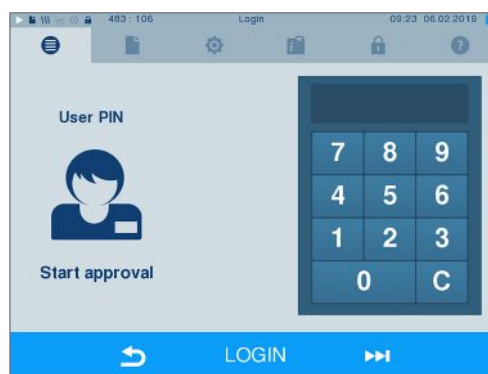 483 : 106 Login 09:23 06.02.2019
User PIN
7 8 9
4 5 6
1 2 3
0 C
Start approval
LOGIN